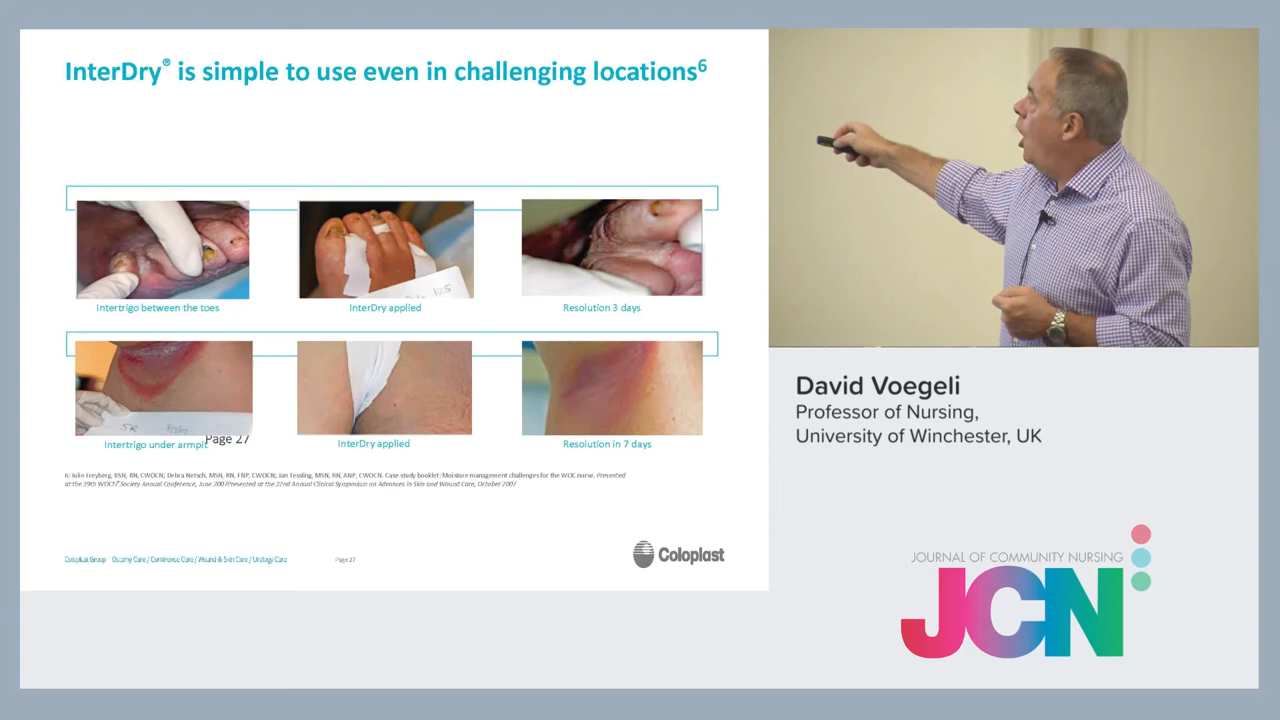 InterDry® is simple to use even in challenging locations6
Intertrigo between the toes
InterDry applied
Resolution 3 days
Intertrigo under armpit
Page 27
InterDry applied
Resolution in 7 days
6: Julie Freyberg, BSN, RN, CWOCN; Debra Netsch, MSN, RN, FNP, CWOCN; Jan Tessling, MSN, RN, ANP, CWOCN. Case study booklet: Moisture management challenges for the WOC nurse. Presented
at the 39th WOCN® Society Annual Conference, June 2007Presented at the 22nd Annual Clinical Symposium on Advances in Skin and Wound Care, October 2007
Coloplast Group Ostomy Care / Continence Care / Wound & Skin Care / Urology Care
Page 27
Coloplast
David Voegeli
Professor of Nursing,
University of Winchester, UK
JOURNAL OF COMMUNITY NURSING
JCN